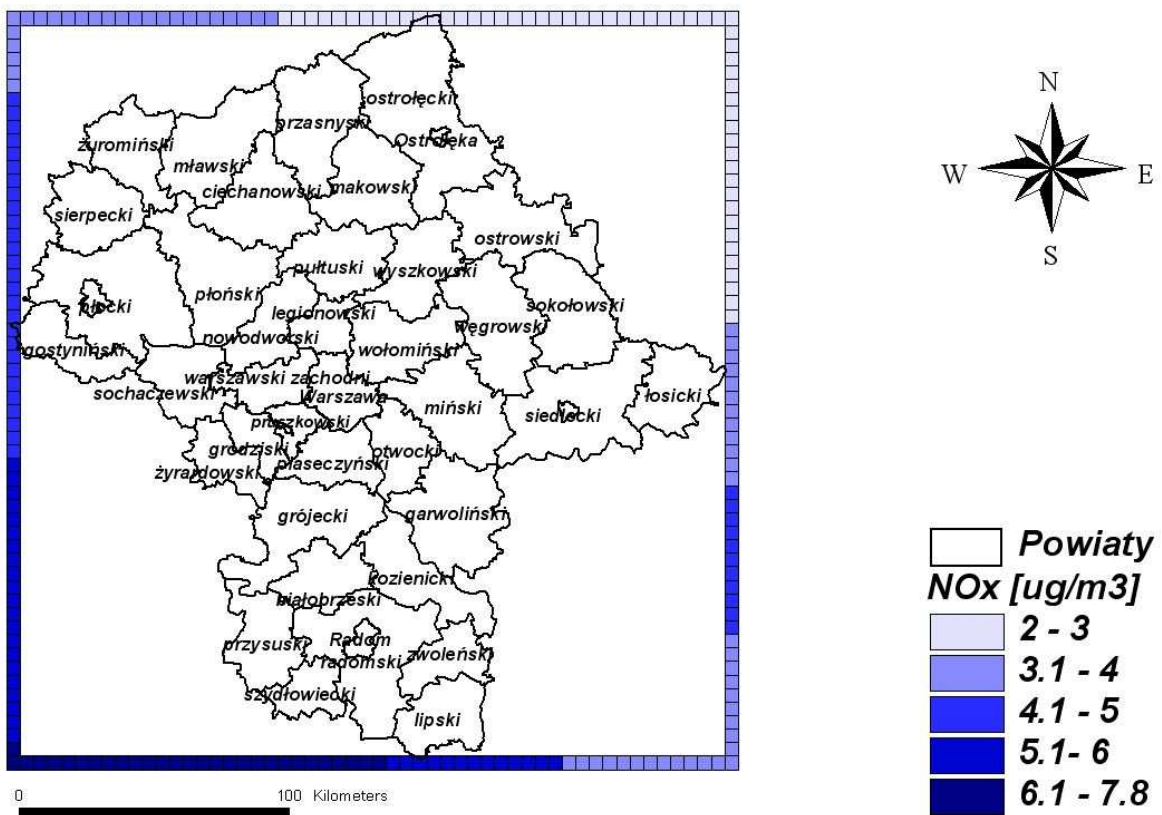 ostrołęcki
przasnyski
Ostrołęka
żuromiński
mławski
ciechanowski
makowski
sierpecki
ostrowski
pułtuski
wyszkowski
płoński
sokołowski
płocki
legionowski
węgrowski
nowodworski
gostyniński
wołomiński
warszawski zachodni
sochaczewski
Warszawa
łosicki
miński
siedlecki
pruszkowski
grodziski
otwocki
piaseczyński
żyrardowski
grójecki
garwoliński
kozienicki
białobrzeski
przysuski
Radom
zwoleński
radomski
szydłowiecki
lipski
N
W
E
S
Powiaty
NOx [ug/m3]
2 - 3
3.1 - 4
4.1 - 5
5.1- 6
6.1 - 7.8
0
100 Kilometers